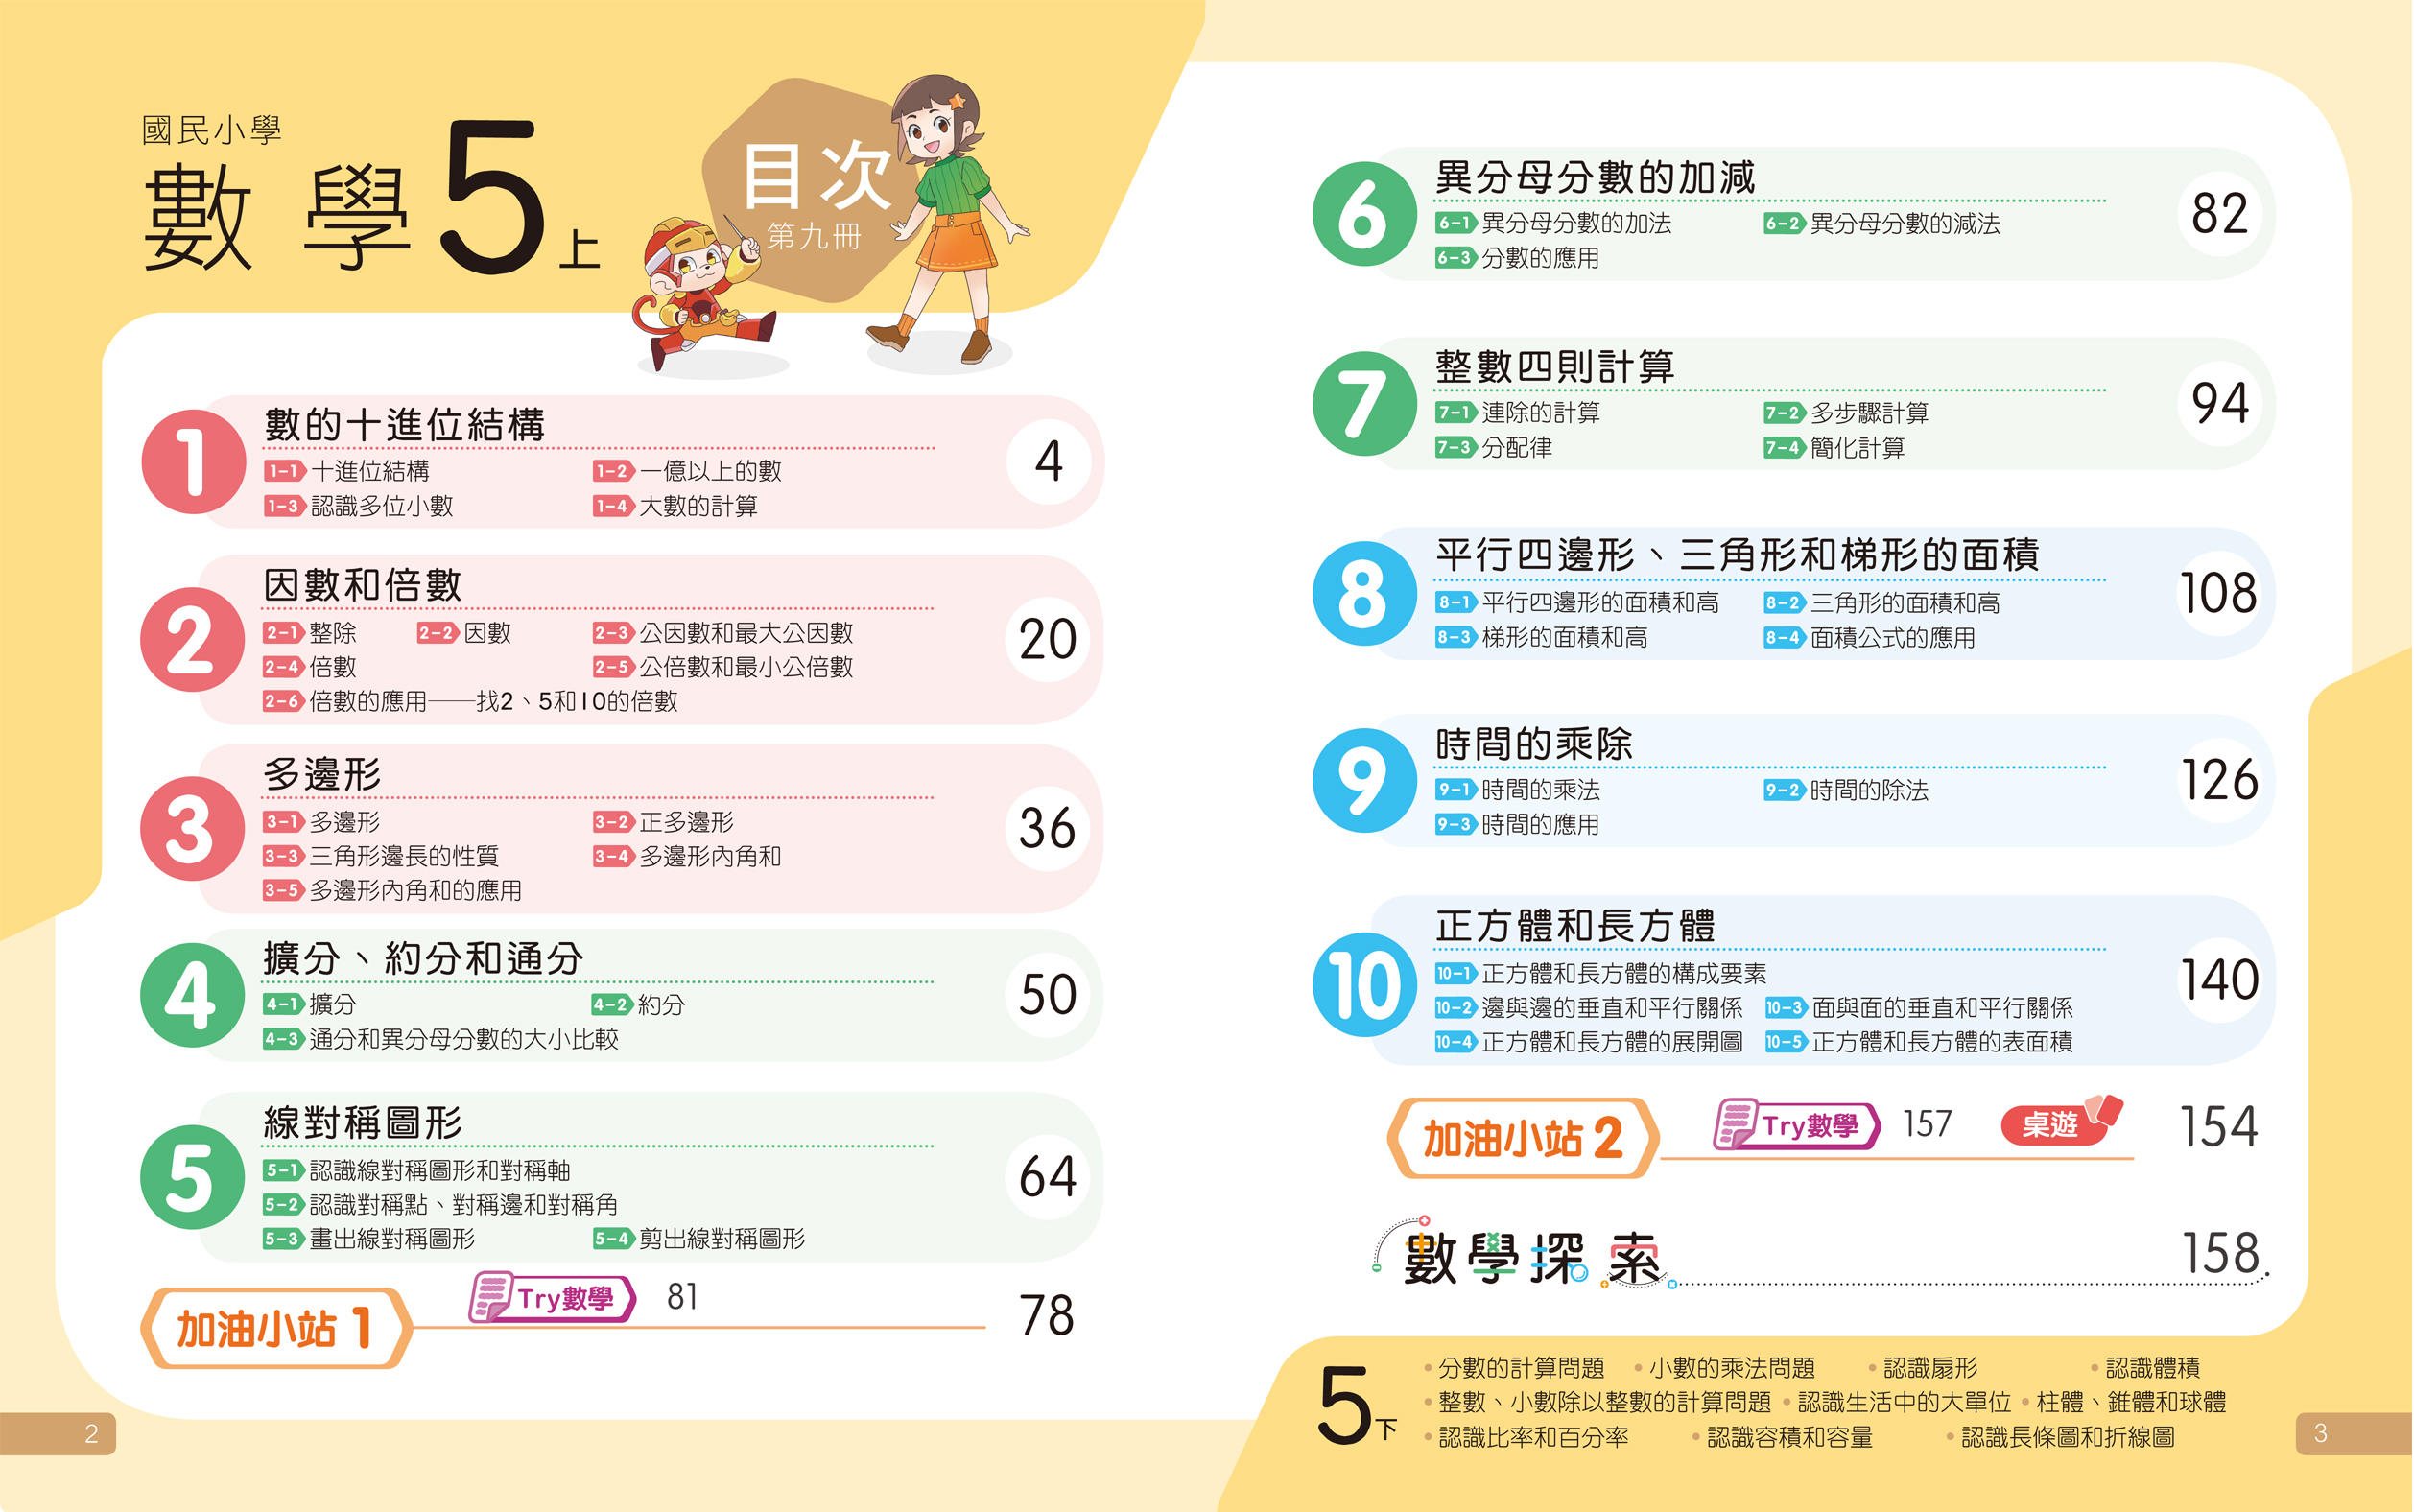 國民小學
數學5上
目次
第九冊
1 數的十進位結構 4
1-1 十進位結構 1-2 一億以上的數
1-3 認識多位小數 1-4 大數的計算
2 因數和倍數 20
2-1 整除 2-2 因數 2-3 公因數和最大公因數
2-4 倍數 2-5 公倍數和最小公倍數
2-6 倍數的應用──找2、5和10的倍數
3 多邊形 36
3-1 多邊形 3-2 正多邊形
3-3 三角形邊長的性質 3-4 多邊形內角和
3-5 多邊形內角和的應用
4 擴分、約分和通分 50
4-1 擴分 4-2 約分
4-3 通分和異分母分數的大小比較
5 線對稱圖形 64
5-1 認識線對稱圖形和對稱軸
5-2 認識對稱點、對稱邊和對稱角
5-3 畫出線對稱圖形 5-4 剪出線對稱圖形
加油小站 1 Try數學 81 78
2
6 異分母分數的加減 82
6-1 異分母分數的加法 6-2 異分母分數的減法
6-3 分數的應用
7 整數四則計算 94
7-1 連除的計算 7-2 多步驟計算
7-3 分配律 7-4 簡化計算
8 平行四邊形、三角形和梯形的面積 108
8-1 平行四邊形的面積和高 8-2 三角形的面積和高
8-3 梯形的面積和高 8-4 面積公式的應用
9 時間的乘除 126
9-1 時間的乘法 9-2 時間的除法
9-3 時間的應用
10 正方體和長方體 140
10-1 正方體和長方體的構成要素
10-2 邊與邊的垂直和平行關係 10-3 面與面的垂直和平行關係
10-4 正方體和長方體的展開圖 10-5 正方體和長方體的表面積
加油小站 2 Try數學 157 桌遊 154
數學探索 158
5下
•分數的計算問題 •小數的乘法問題 •認識扇形 •認識體積
•整數、小數除以整數的計算問題 •認識生活中的大單位 •柱體、錐體和球體
•認識比率和百分率 •認識容積和容量 •認識長條圖和折線圖
3